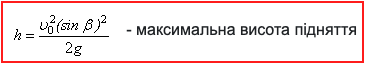 h = υ₀²(sin β)² / 2g - максимальна висота підняття